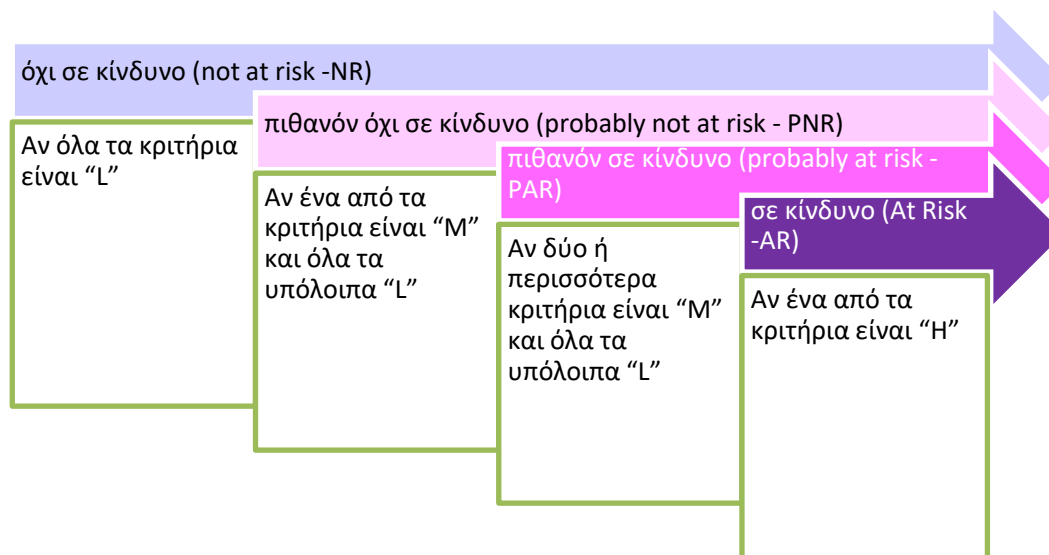 όχι σε κίνδυνο (not at risk -NR)
Αν όλα τα κριτήρια
είναι “L”
πιθανόν όχι σε κίνδυνο (probably not at risk - PNR)
Αν ένα από τα
κριτήρια είναι “M”
και όλα τα
υπόλοιπα “L”
πιθανόν σε κίνδυνο (probably at risk -
PAR)
Αν δύο ή
περισσότερα
κριτήρια είναι “M”
και όλα τα
υπόλοιπα “L”
σε κίνδυνο (At Risk
-AR)
Αν ένα από τα
κριτήρια είναι “H”